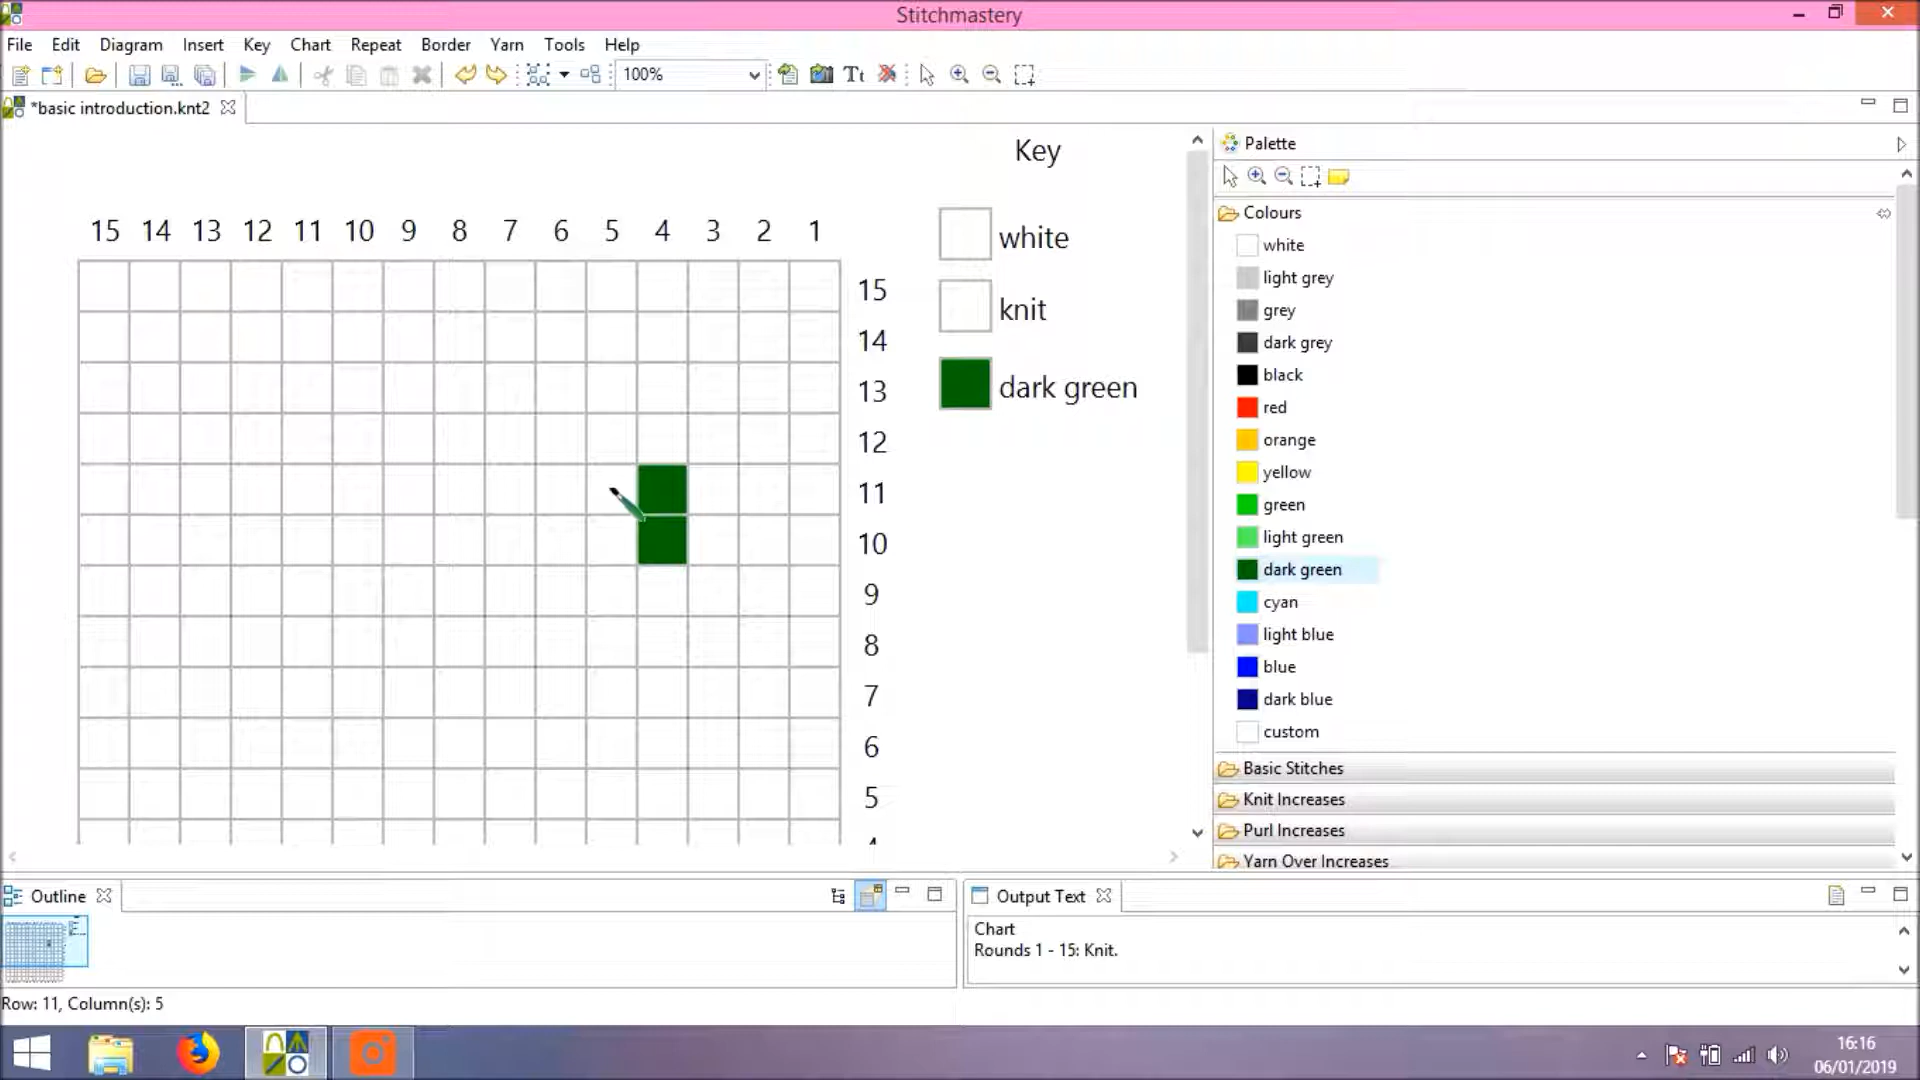 Stitchmastery
File Edit Diagram Insert Key Chart Repeat Border Yarn Tools Help
100% Tt
*basic introduction.knt2
Key
15 14 13 12 11 10 9 8 7 6 5 4 3 2 1
white
knit
dark green
15
14
13
12
11
10
9
8
7
6
5
Palette
Colours
white
light grey
grey
dark grey
black
red
orange
yellow
green
light green
dark green
cyan
light blue
blue
dark blue
custom
Basic Stitches
Knit Increases
Purl Increases
Yarn Over Increases
Outline
Output Text
Chart
Rounds 1 - 15: Knit.
Row: 11, Column(s): 5
16:16
06/01/2019